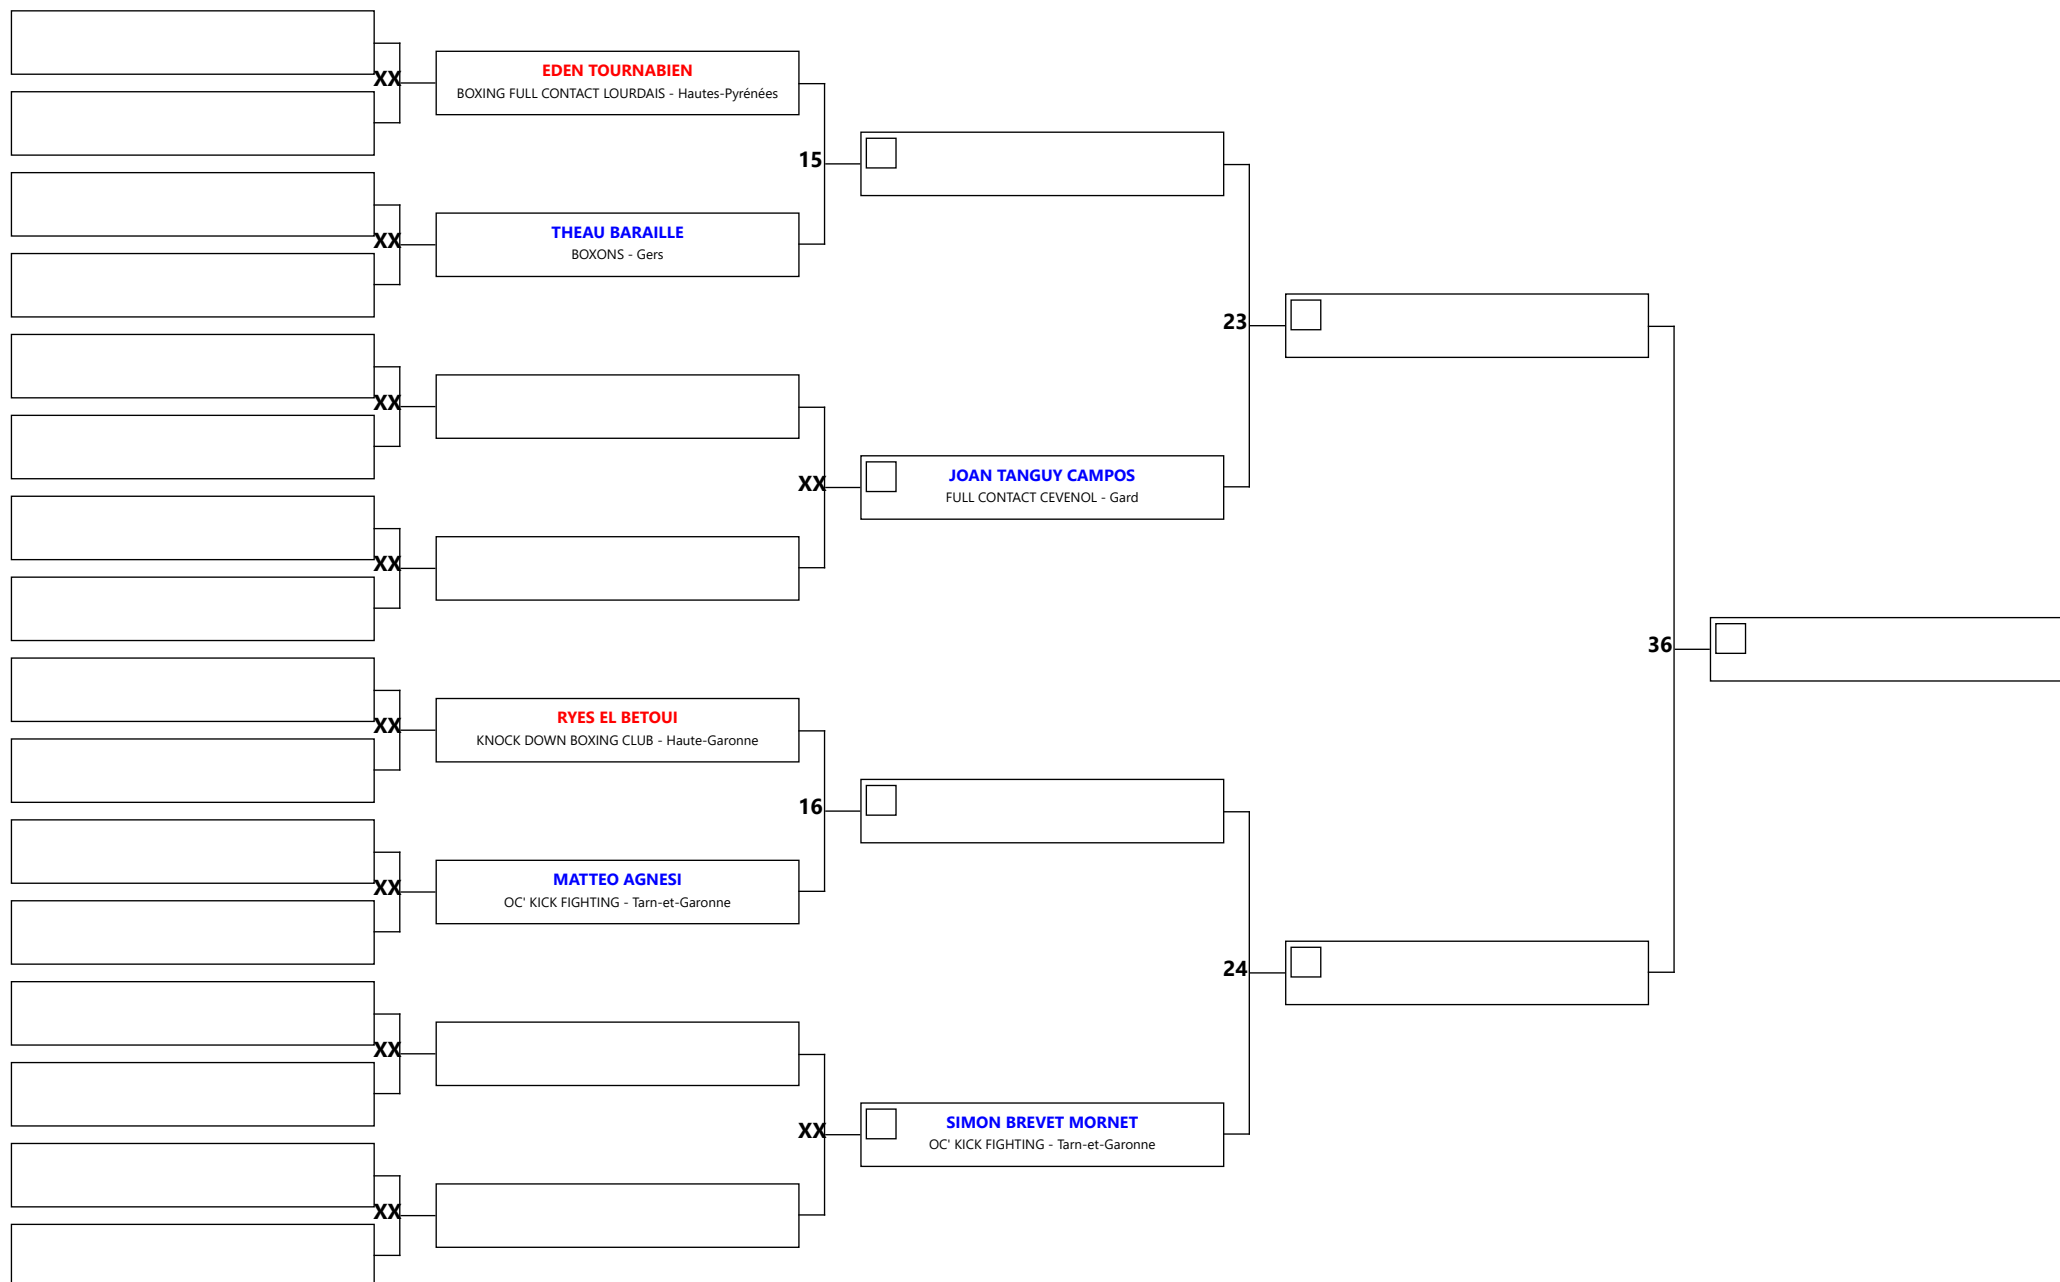 XX
EDEN TOURNABIEN
BOXING FULL CONTACT LOURDAIS - Hautes-Pyrénées
15
XX
THEAU BARAILLE
BOXONS - Gers
23
XX
XX
JOAN TANGUY CAMPOS
FULL CONTACT CEVENOL - Gard
XX
36
XX
RYES EL BETOUI
KNOCK DOWN BOXING CLUB - Haute-Garonne
16
XX
MATTEO AGNESI
OC' KICK FIGHTING - Tarn-et-Garonne
24
XX
XX
SIMON BREVET MORNET
OC' KICK FIGHTING - Tarn-et-Garonne
XX